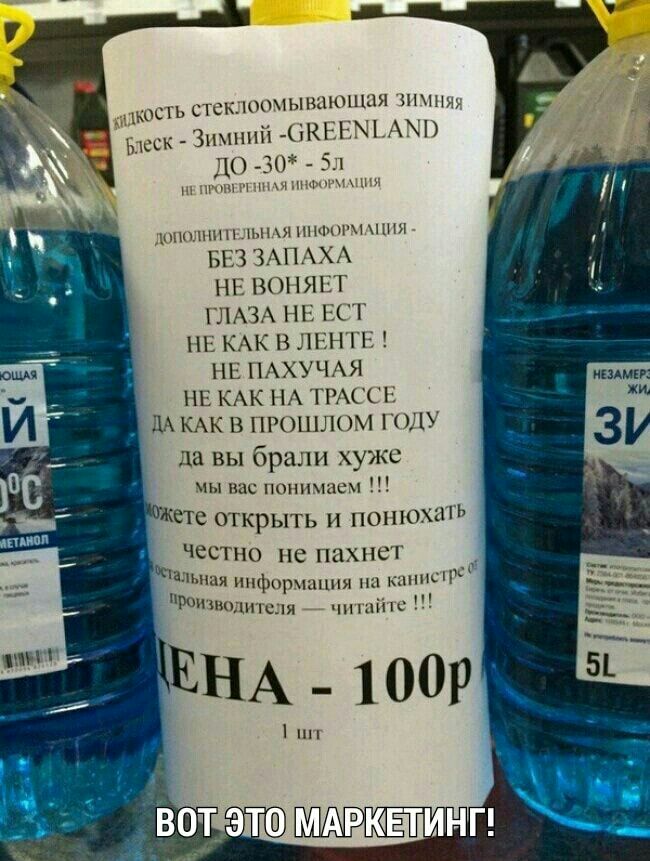 жидкость стеклоомывающая зимняя
Блеск - Зимний -GREENLAND
ДО -30* - 5л
НЕ ПРОВЕРЕННАЯ ИНФОРМАЦИЯ
ДОПОЛНИТЕЛЬНАЯ ИНФОРМАЦИЯ -
БЕЗ ЗАПАХА
НЕ ВОНЯЕТ
ГЛАЗА НЕ ЕСТ
НЕ КАК В ЛЕНТЕ !
НЕ ПАХУЧАЯ
НЕ КАК НА ТРАССЕ
ДА КАК В ПРОШЛОМ ГОДУ
да вы брали хуже
мы вас понимаем !!!
можете открыть и понюхать
честно не пахнет
остальная информация на канистре от
производителя — читайте !!!
ЦЕНА - 100р
1 шт
ЮЩАЯ
Й
0°C
МЕТАНОЛ
НЕЗАМЕРЗ
ЖИД
ЗИ
5L
ВОТ ЭТО МАРКЕТИНГ!